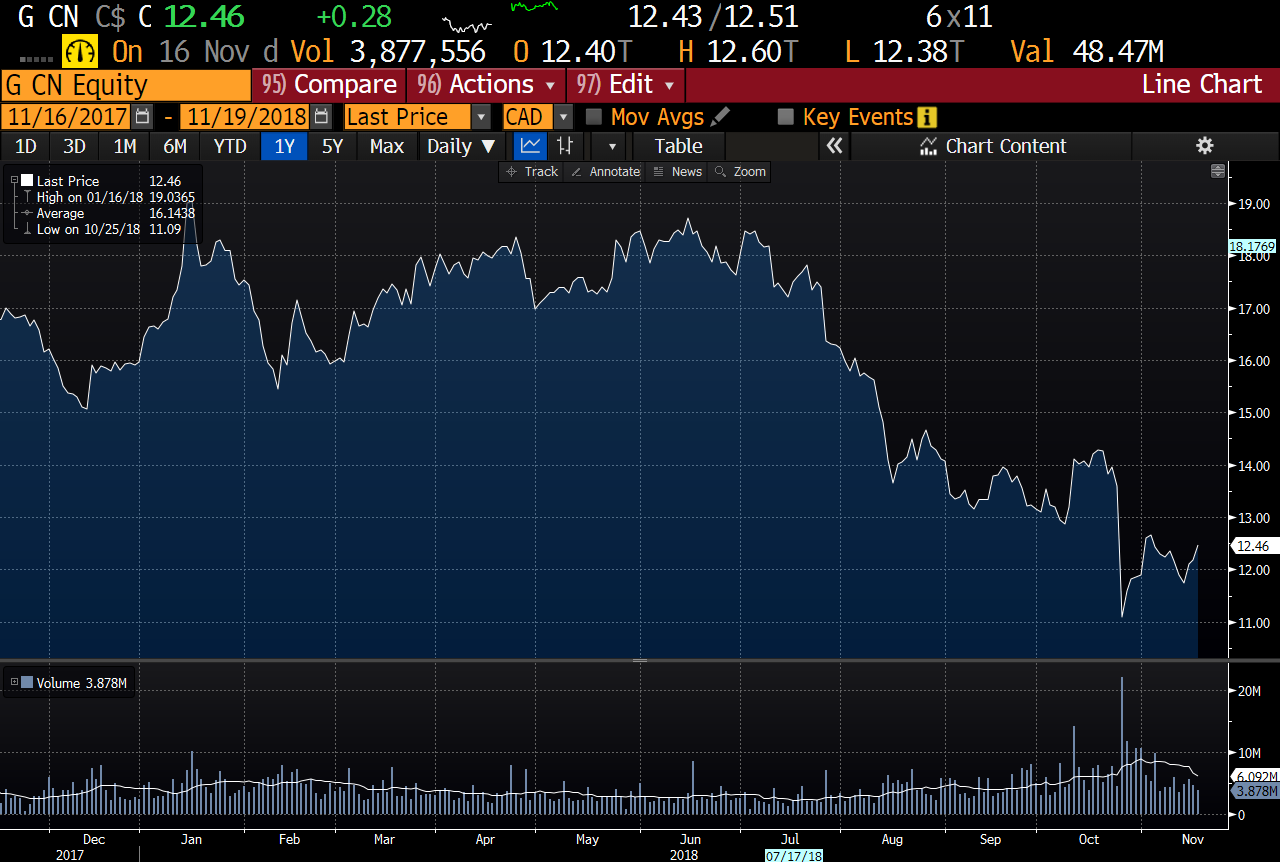 G CN C$ C 12.46 +0.28 12.43 /12.51 6x11
On 16 Nov d Vol 3,877,556 O 12.40T H 12.60T L 12.38T Val 48.47M
G CN Equity 95) Compare 96) Actions 97) Edit Line Chart
11/16/2017 - 11/19/2018 Last Price CAD Mov Avgs Key Events i
1D 3D 1M 6M YTD 1Y 5Y Max Daily ▼ Table « Chart Content
Track Annotate News Zoom
Last Price 12.46
High on 01/16/18 19.0365
Average 16.1438
Low on 10/25/18 11.09
19.00
18.1769
18.00
17.00
16.00
15.00
14.00
13.00
12.46
12.00
11.00
Volume 3.878M
20M
10M
6.092M
3.878M
0
Dec Jan Feb Mar Apr May Jun Jul Aug Sep Oct Nov
2017 2018 07/17/18